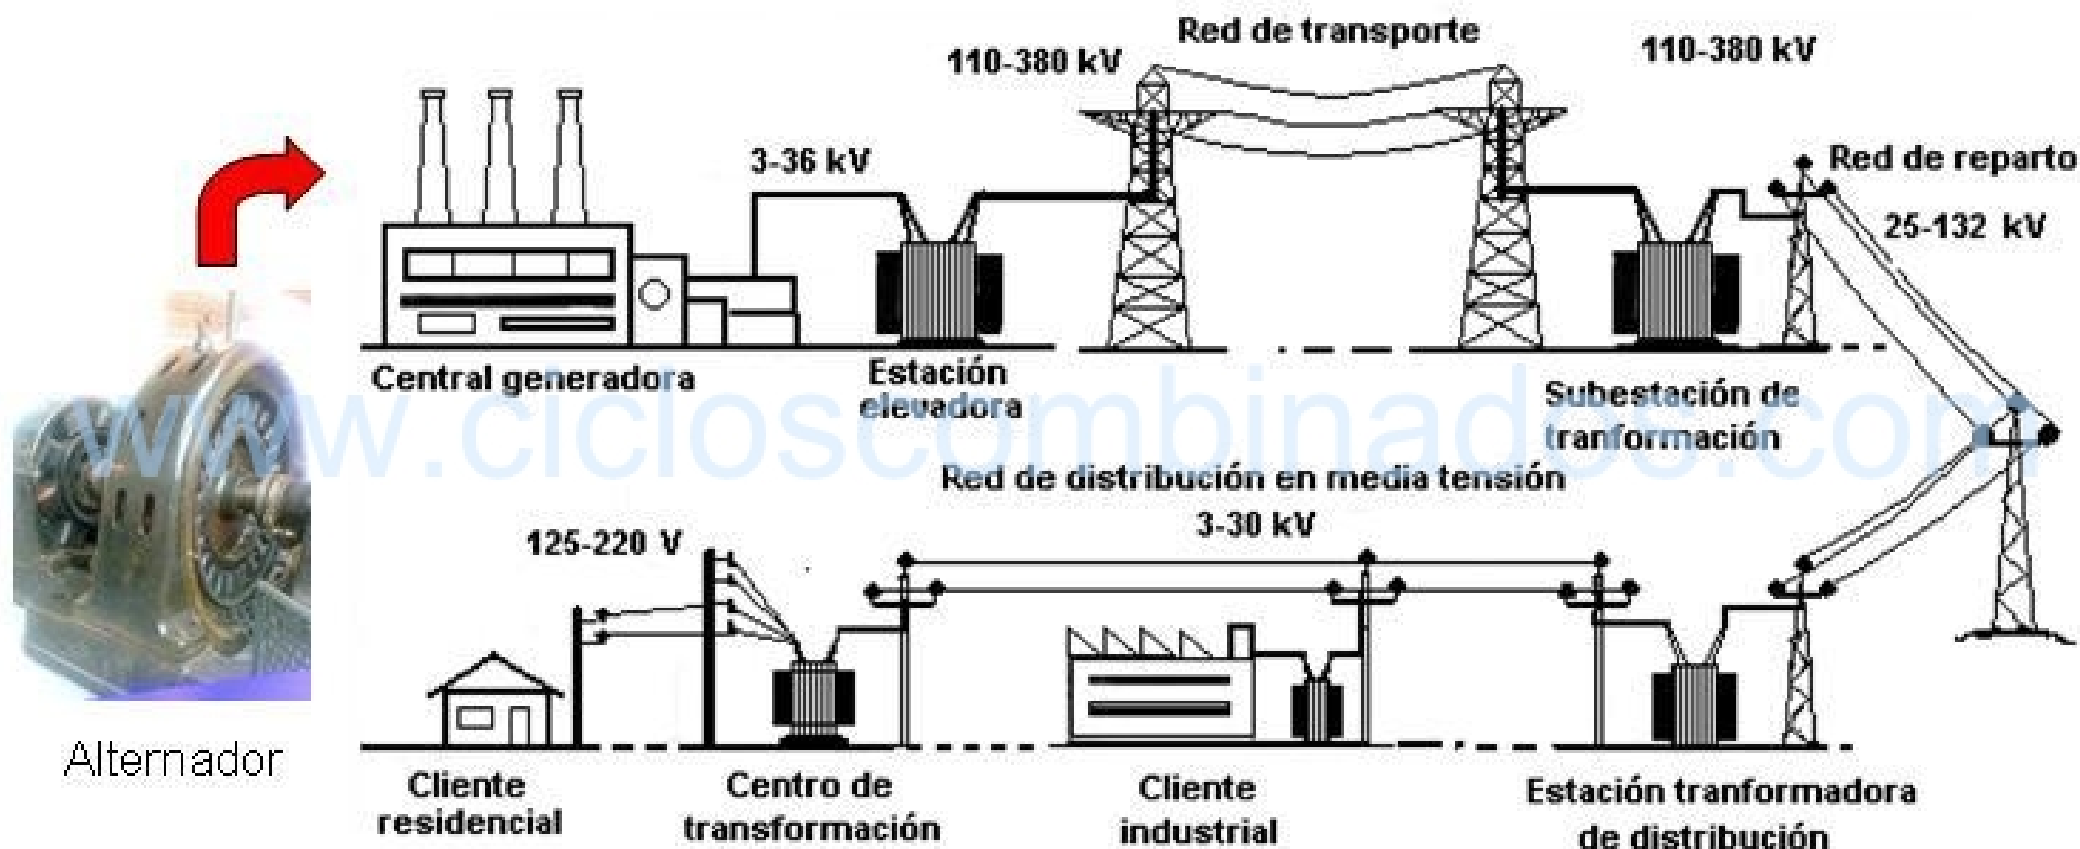 Red de transporte
110-380 kV
110-380 kV
3-36 kV
Red de reparto
25-132 kV
Central generadora
Estación
elevadora
Subestación de
tranformación
www.cicloscombinados.com
Red de distribución en media tensión
3-30 kV
125-220 V
Alternador
Cliente
residencial
Centro de
transformación
Cliente
industrial
Estación tranformadora
de distribución